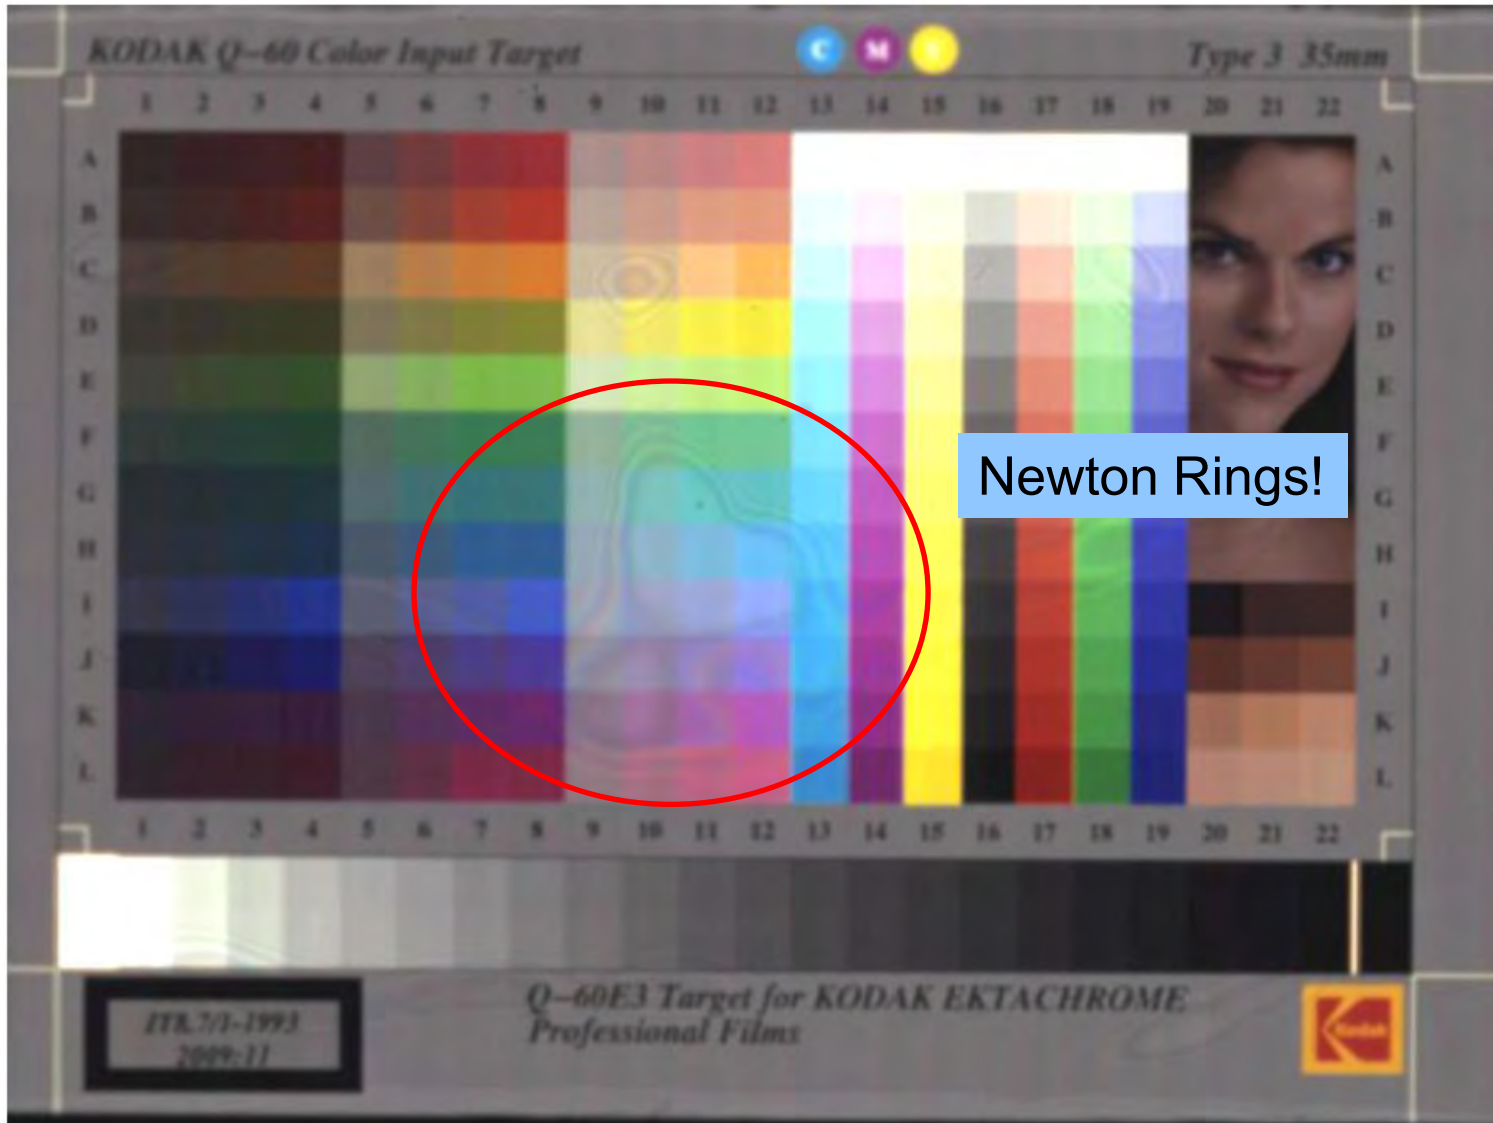 KODAK Q-60 Color Input Target
C M Y
Type 3 35mm
1 2 3 4 5 6 7 8 9 10 11 12 13 14 15 16 17 18 19 20 21 22
A A
B B
C C
D D
E E
F F
Newton Rings!
G G
H H
I I
J J
K K
L L
1 2 3 4 5 6 7 8 9 10 11 12 13 14 15 16 17 18 19 20 21 22
IT8.7/1-1993
2009:11
Q-60E3 Target for KODAK EKTACHROME
Professional Films
Kodak